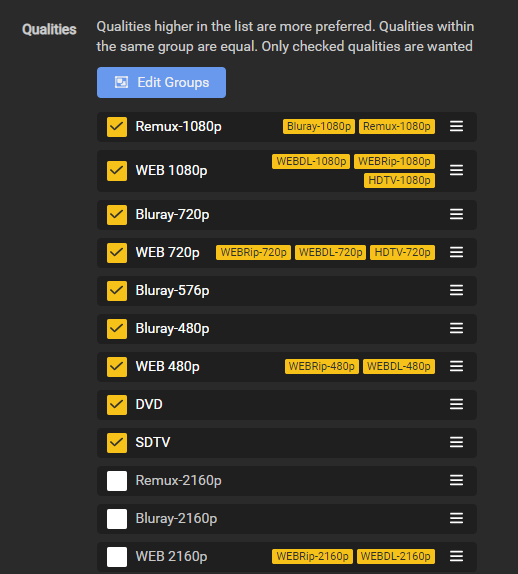 Qualities
Qualities higher in the list are more preferred. Qualities within
the same group are equal. Only checked qualities are wanted
Edit Groups
Remux-1080p Bluray-1080p Remux-1080p
WEB 1080p WEBDL-1080p WEBRip-1080p
HDTV-1080p
Bluray-720p
WEB 720p WEBRip-720p WEBDL-720p HDTV-720p
Bluray-576p
Bluray-480p
WEB 480p WEBRip-480p WEBDL-480p
DVD
SDTV
Remux-2160p
Bluray-2160p
WEB 2160p WEBRip-2160p WEBDL-2160p